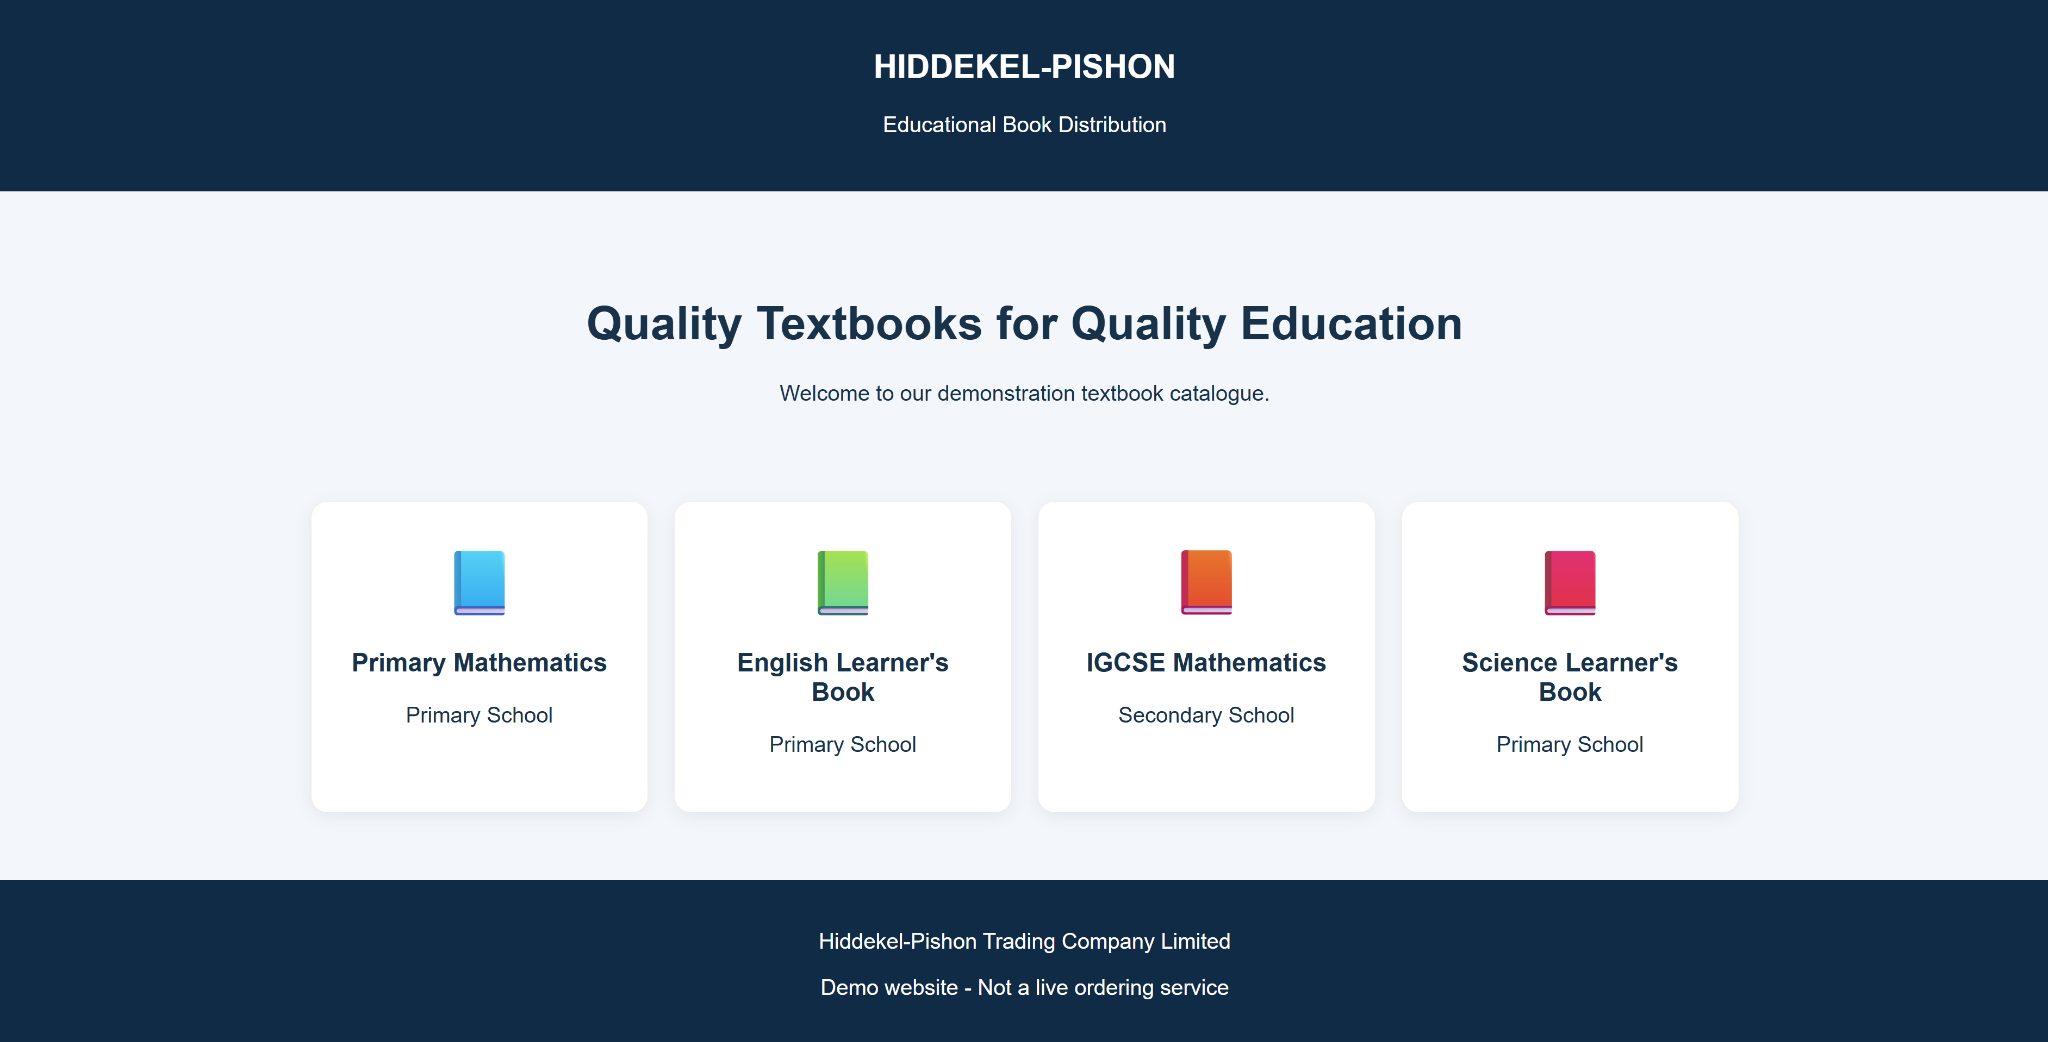 HIDDEKEL-PISHON
Educational Book Distribution
Quality Textbooks for Quality Education
Welcome to our demonstration textbook catalogue.
Primary Mathematics
Primary School
English Learner's
Book
Primary School
IGCSE Mathematics
Secondary School
Science Learner's
Book
Primary School
Hiddekel-Pishon Trading Company Limited
Demo website - Not a live ordering service